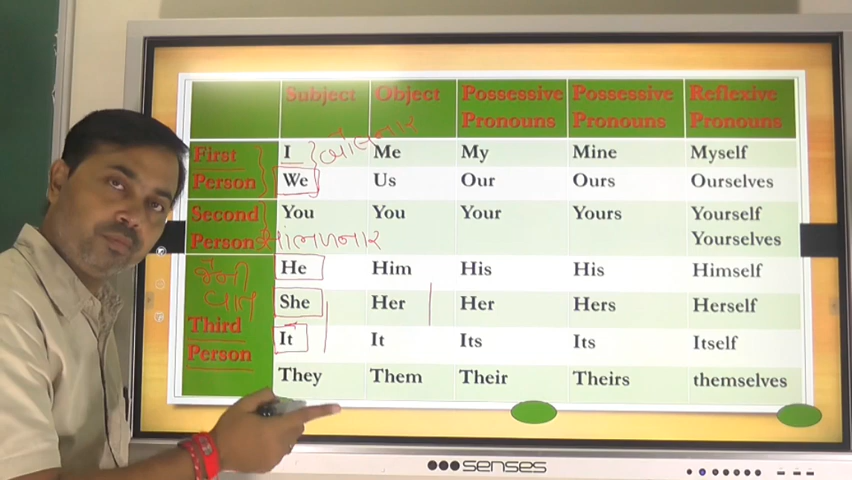 Subject Object Possessive Possessive Reflexive
Pronouns Pronouns Pronouns
First I Me My Mine Myself
બોલનાર
Person We Us Our Ours Ourselves
Second You You Your Yours Yourself
Person સાંભળનાર Yourselves
He Him His His Himself
જેની
વાત
She Her Her Hers Herself
Third
It It Its Its Itself
Person
They Them Their Theirs themselves
senses